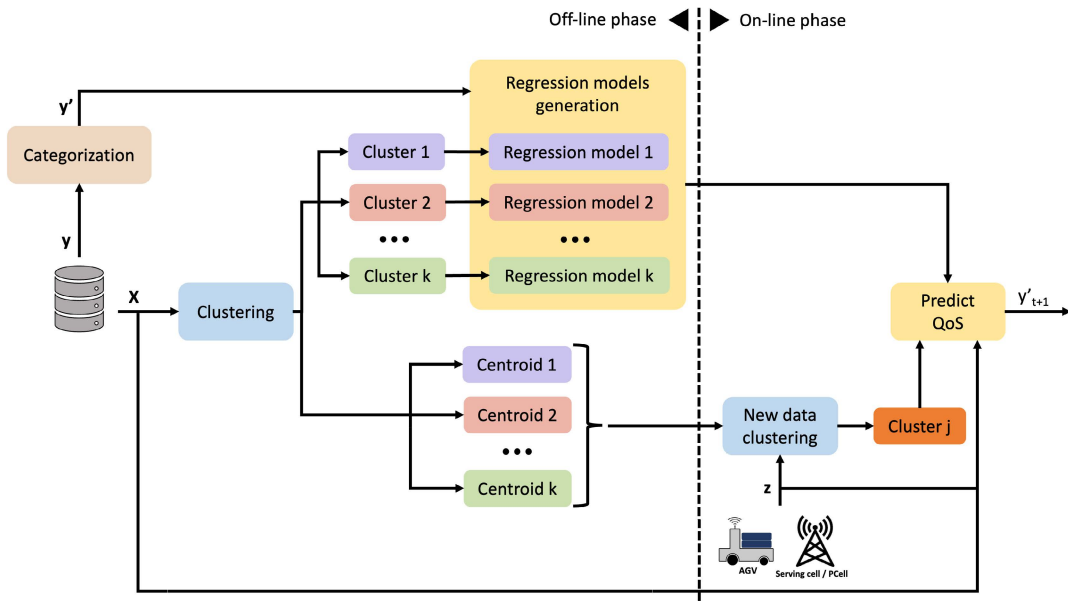 Off-line phase
On-line phase
Regression models
generation
y’
Categorization
Cluster 1
Regression model 1
Cluster 2
Regression model 2
•••
•••
y
Cluster k
Regression model k
X
Clustering
Predict
QoS
y’t+1
Centroid 1
Centroid 2
•••
Centroid k
New data
clustering
Cluster j
z
AGV
Serving cell / PCell